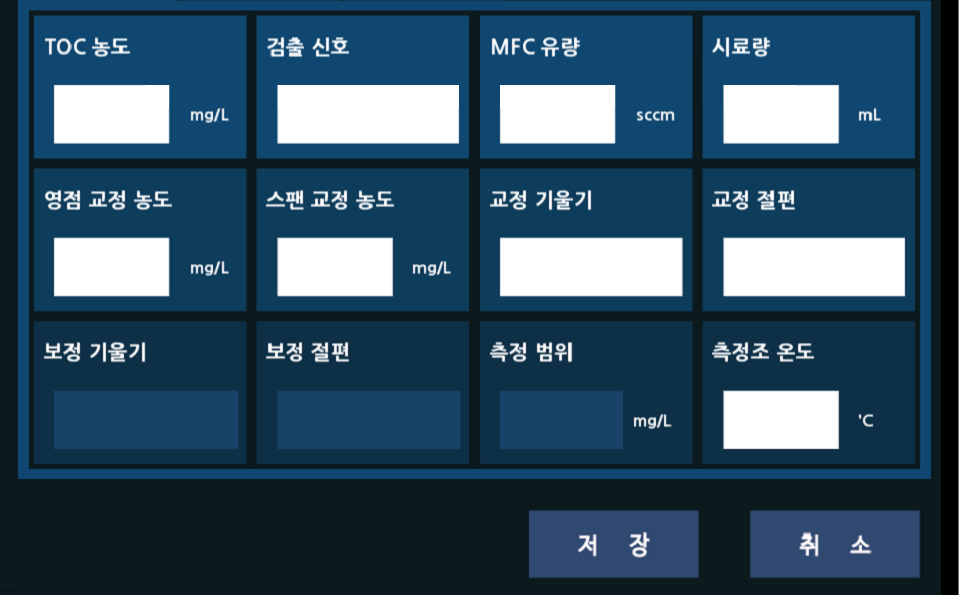 TOC 농도 검출 신호 MFC 유량 시료량
mg/L sccm mL
영점 교정 농도 스팬 교정 농도 교정 기울기 교정 절편
mg/L mg/L
보정 기울기 보정 절편 측정 범위 측정조 온도
mg/L 'C
저 장 취 소